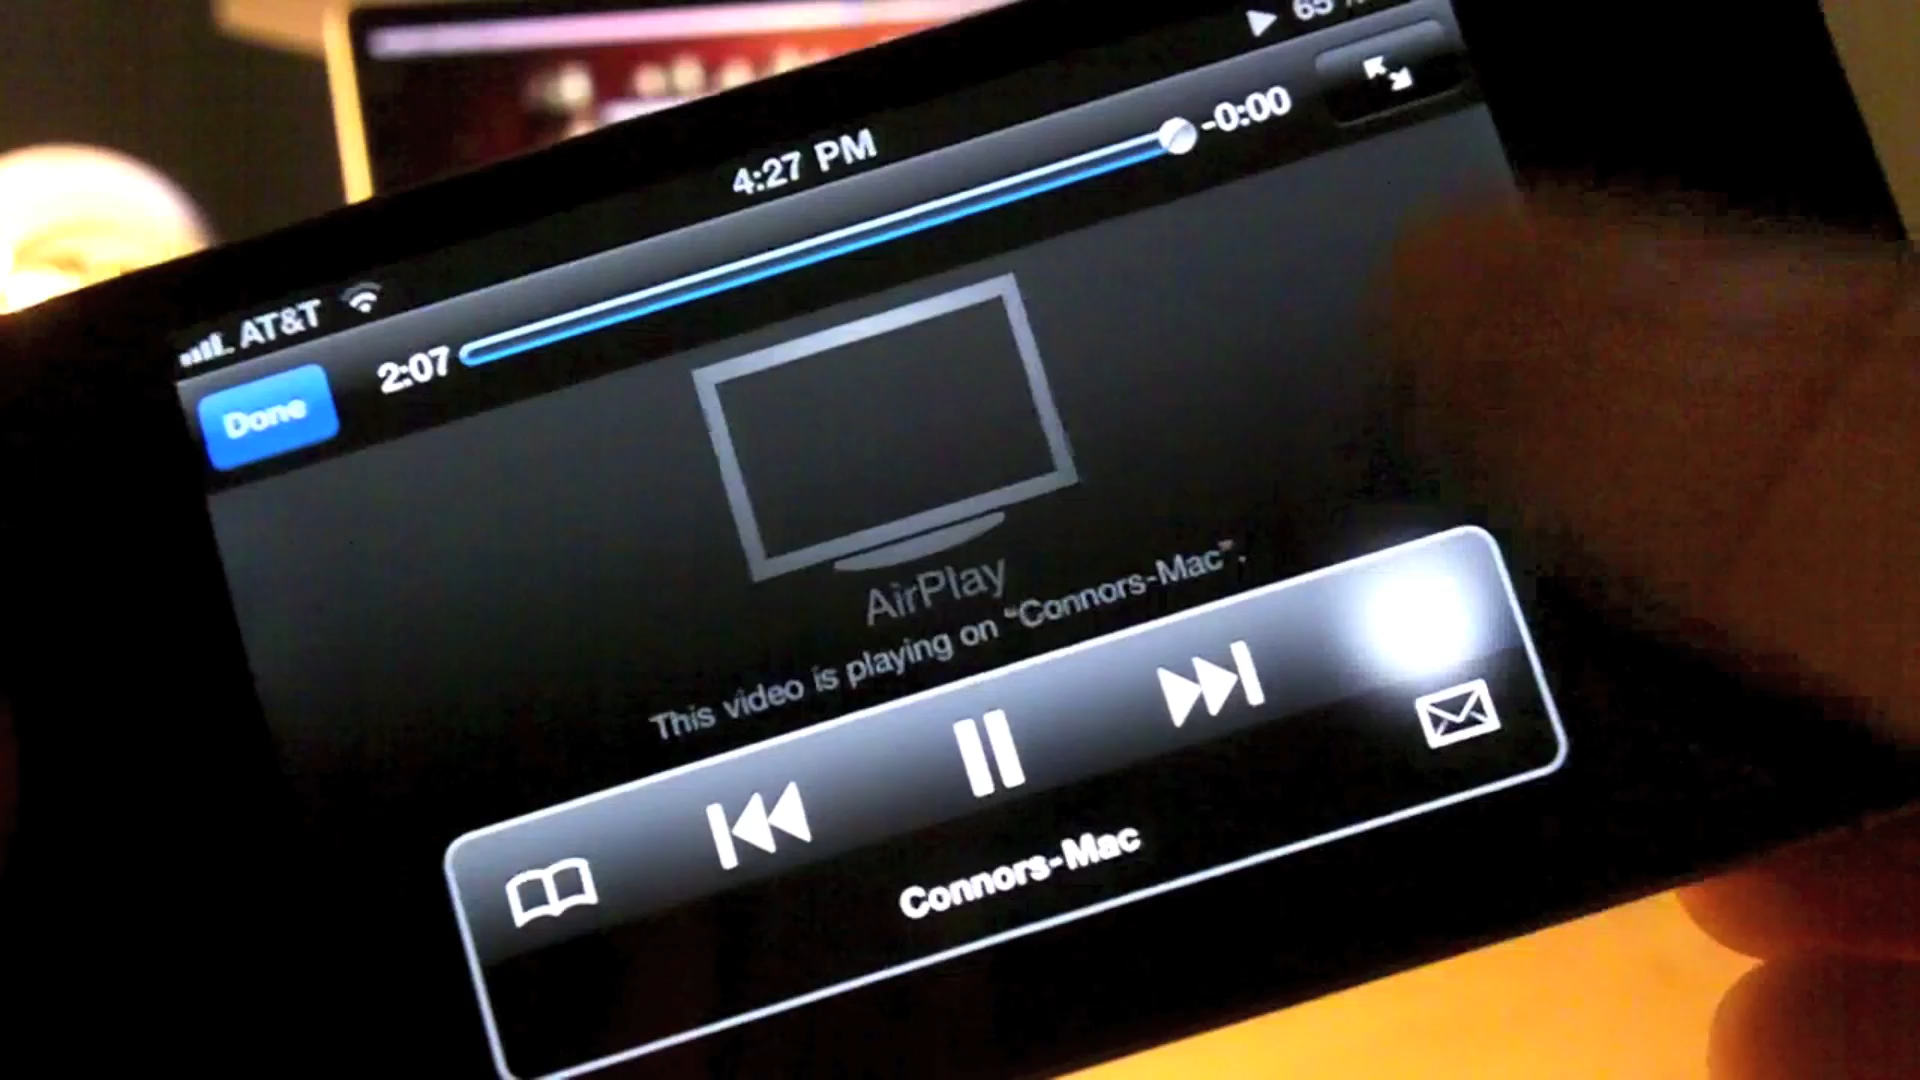 AT&T 4:27 PM 65%
Done 2:07 -0:00
AirPlay
This video is playing on “Connors-Mac”.
Connors-Mac